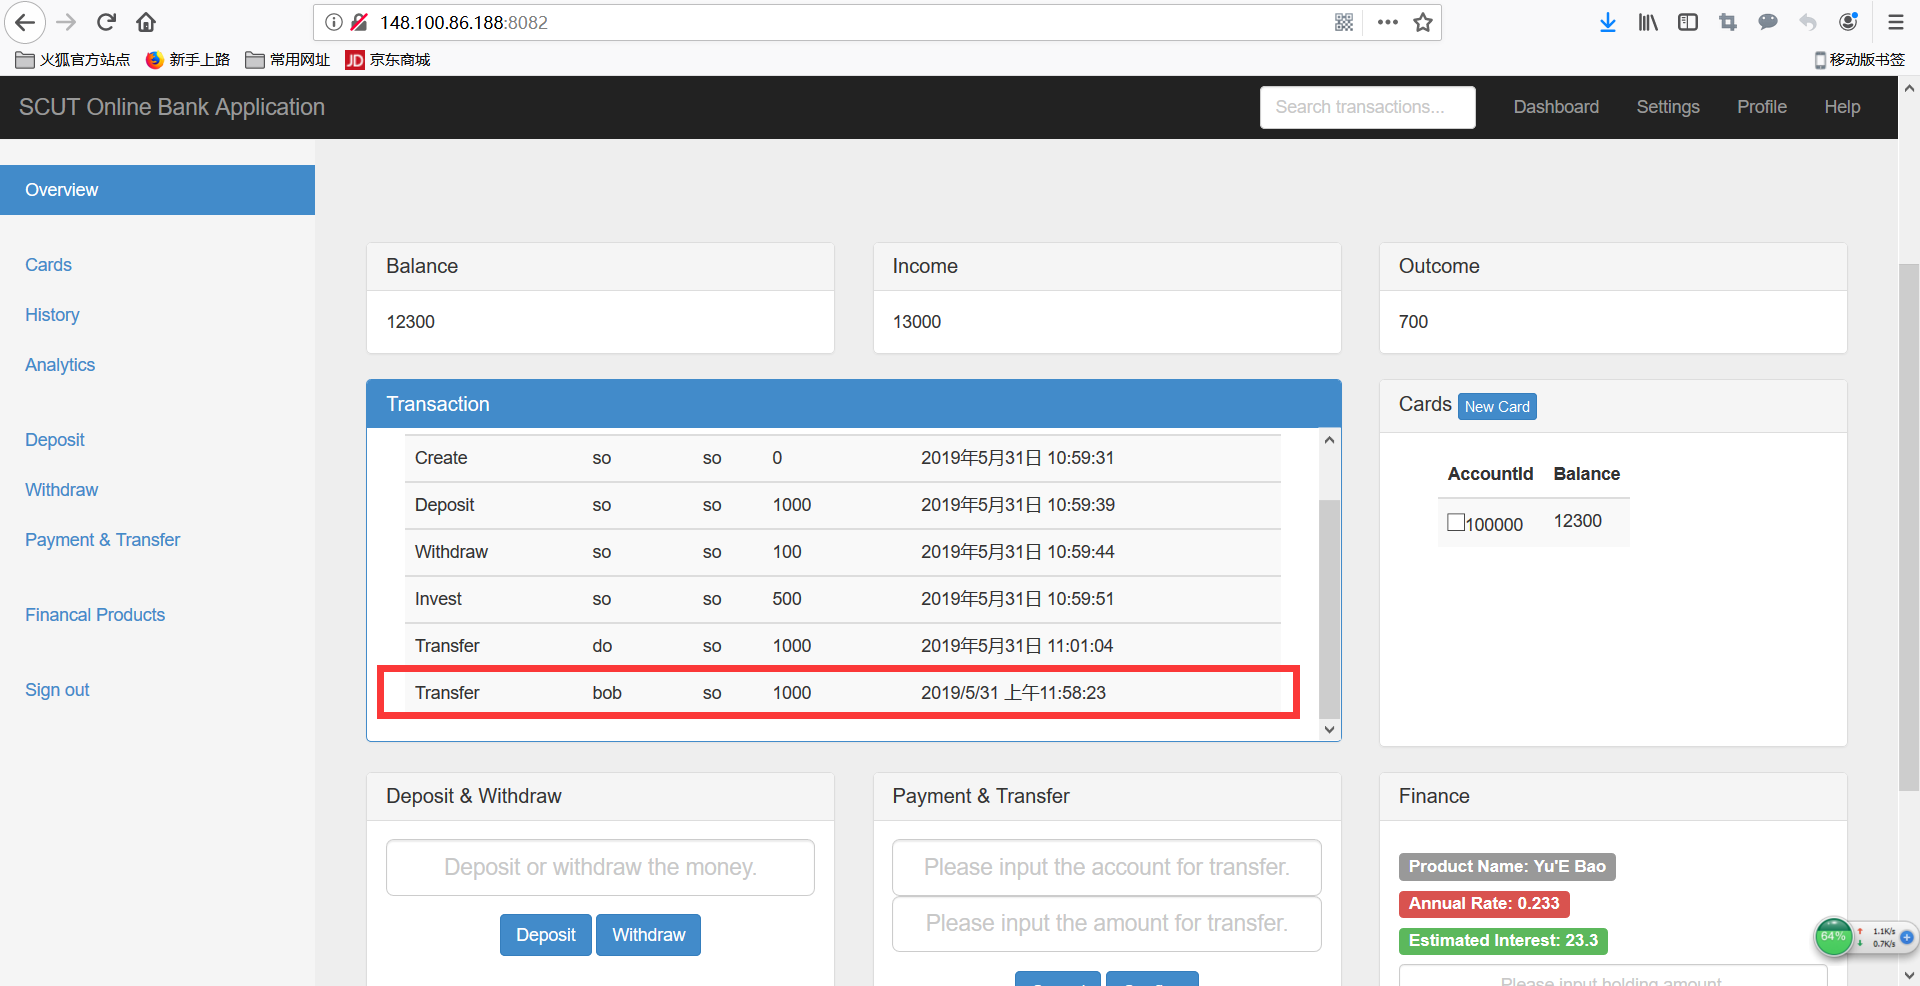 148.100.86.188:8082
火狐官方站点 新手上路 常用网址 JD 京东商城 移动版书签
SCUT Online Bank Application Search transactions... Dashboard Settings Profile Help
Overview
Cards
History
Analytics
Deposit
Withdraw
Payment & Transfer
Financal Products
Sign out
Balance
12300
Income
13000
Outcome
700
Transaction
Create so so 0 2019年5月31日 10:59:31
Deposit so so 1000 2019年5月31日 10:59:39
Withdraw so so 100 2019年5月31日 10:59:44
Invest so so 500 2019年5月31日 10:59:51
Transfer do so 1000 2019年5月31日 11:01:04
Transfer bob so 1000 2019/5/31 上午11:58:23
Cards New Card
AccountId Balance
100000 12300
Deposit & Withdraw
Deposit or withdraw the money.
Deposit Withdraw
Payment & Transfer
Please input the account for transfer.
Please input the amount for transfer.
Finance
Product Name: Yu'E Bao
Annual Rate: 0.233
Estimated Interest: 23.3
Please input holding amount
64% 1.1K/s
0.7K/s